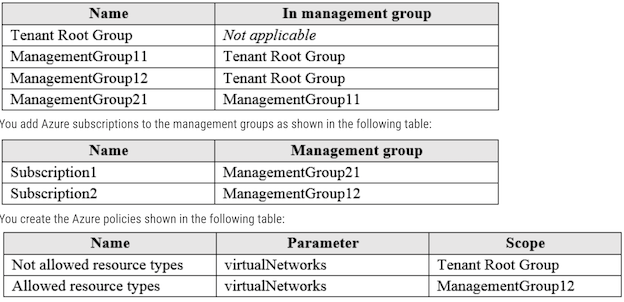 Name In management group
Tenant Root Group Not applicable
ManagementGroup11 Tenant Root Group
ManagementGroup12 Tenant Root Group
ManagementGroup21 ManagementGroup11
You add Azure subscriptions to the management groups as shown in the following table:
Name Management group
Subscription1 ManagementGroup21
Subscription2 ManagementGroup12
You create the Azure policies shown in the following table:
Name Parameter Scope
Not allowed resource types virtualNetworks Tenant Root Group
Allowed resource types virtualNetworks ManagementGroup12